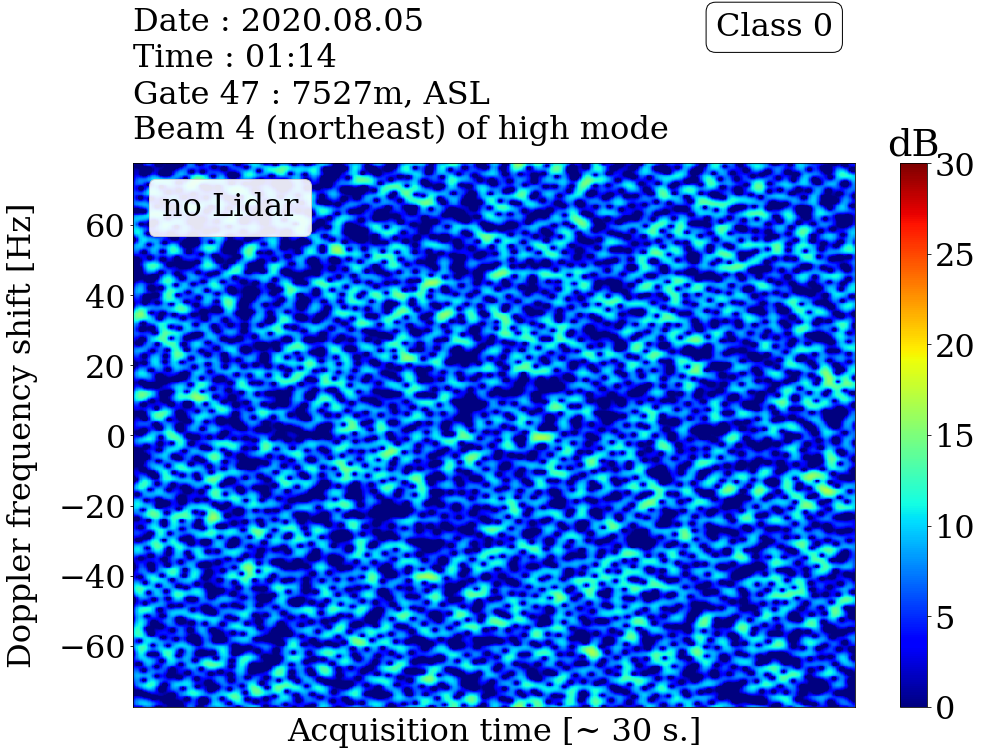 Date : 2020.08.05
Time : 01:14
Gate 47 : 7527m, ASL
Beam 4 (northeast) of high mode
Class 0
dB
no Lidar
Doppler frequency shift [Hz]
60
40
20
0
−20
−40
−60
30
25
20
15
10
5
0
Acquisition time [~ 30 s.]